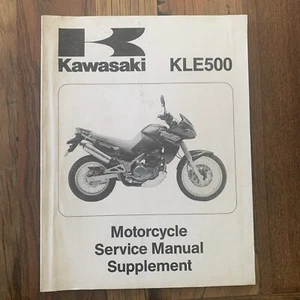 Kawasaki KLE500
Motorcycle
Service Manual
Supplement